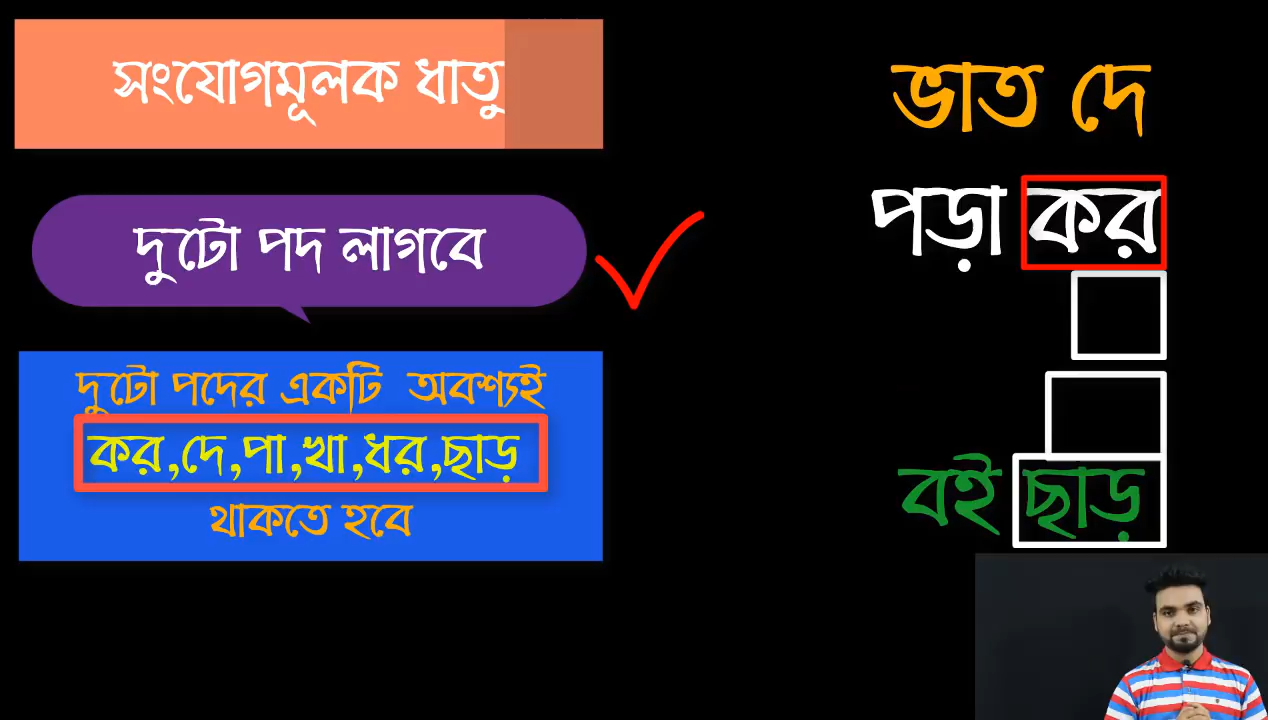 সংযোগমূলক ধাতু
দুটো পদ লাগবে
দুটো পদের একটি অবশ্যই
কর,দে,পা,খা,ধর,ছাড়
থাকতে হবে
ভাত দে
পড়া কর
বই ছাড়